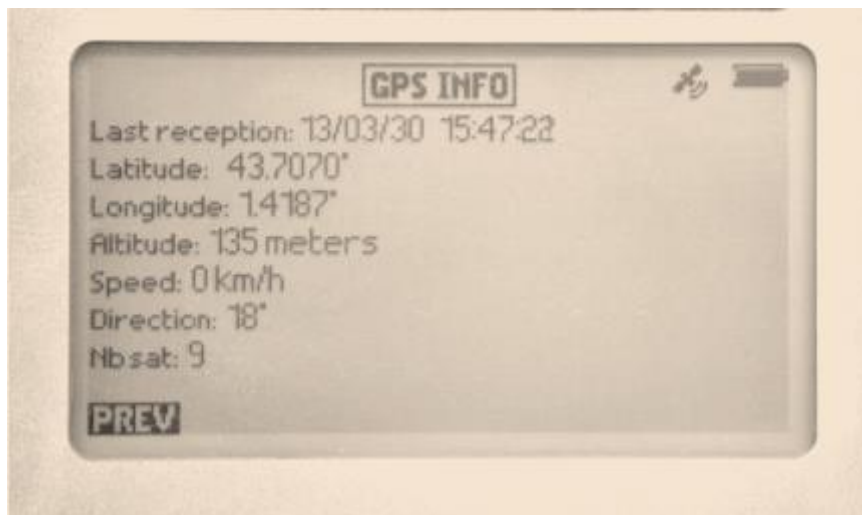 GPS INFO
Last reception: 13/03/30 15:47:22
Latitude: 43.7070°
Longitude: 1.4187°
Altitude: 135 meters
Speed: 0 km/h
Direction: 18°
Nb sat: 9
PREV